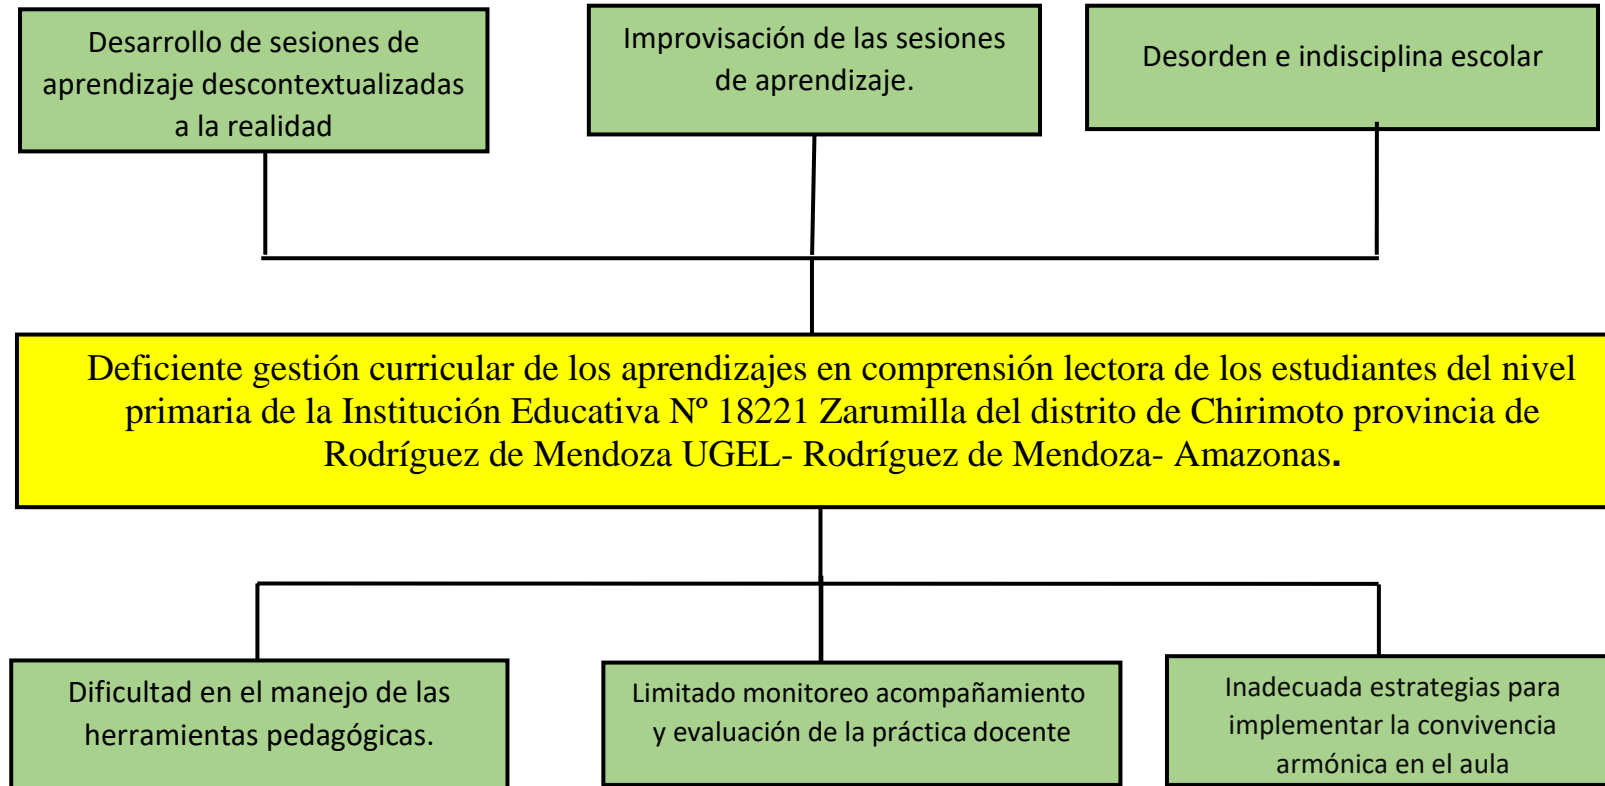 Desarrollo de sesiones de
aprendizaje descontextualizadas
a la realidad
Improvisación de las sesiones
de aprendizaje.
Desorden e indisciplina escolar
Deficiente gestión curricular de los aprendizajes en comprensión lectora de los estudiantes del nivel
primaria de la Institución Educativa Nº 18221 Zarumilla del distrito de Chirimoto provincia de
Rodríguez de Mendoza UGEL- Rodríguez de Mendoza- Amazonas.
Dificultad en el manejo de las
herramientas pedagógicas.
Limitado monitoreo acompañamiento
y evaluación de la práctica docente
Inadecuada estrategias para
implementar la convivencia
armónica en el aula